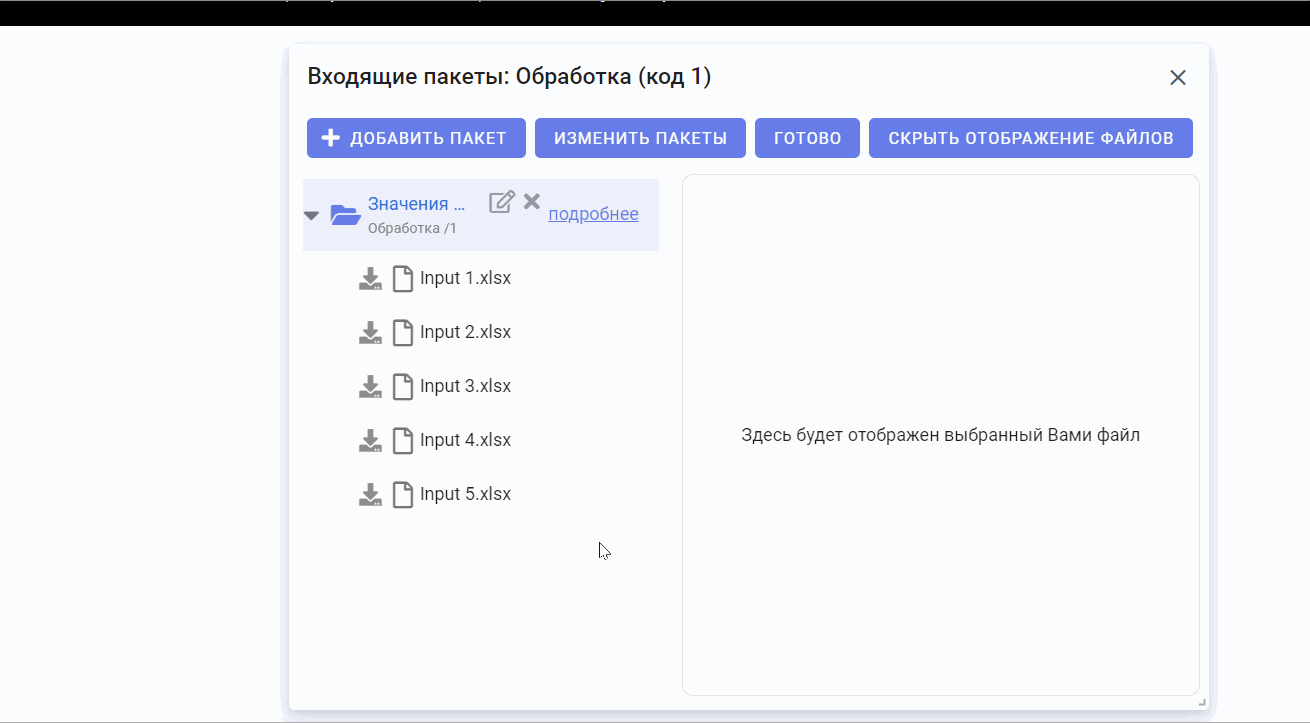 Входящие пакеты: Обработка (код 1)
ДОБАВИТЬ ПАКЕТ ИЗМЕНИТЬ ПАКЕТЫ ГОТОВО СКРЫТЬ ОТОБРАЖЕНИЕ ФАЙЛОВ
Значения ...
подробнее
Обработка /1
Input 1.xlsx
Input 2.xlsx
Input 3.xlsx
Input 4.xlsx
Input 5.xlsx
Здесь будет отображен выбранный Вами файл